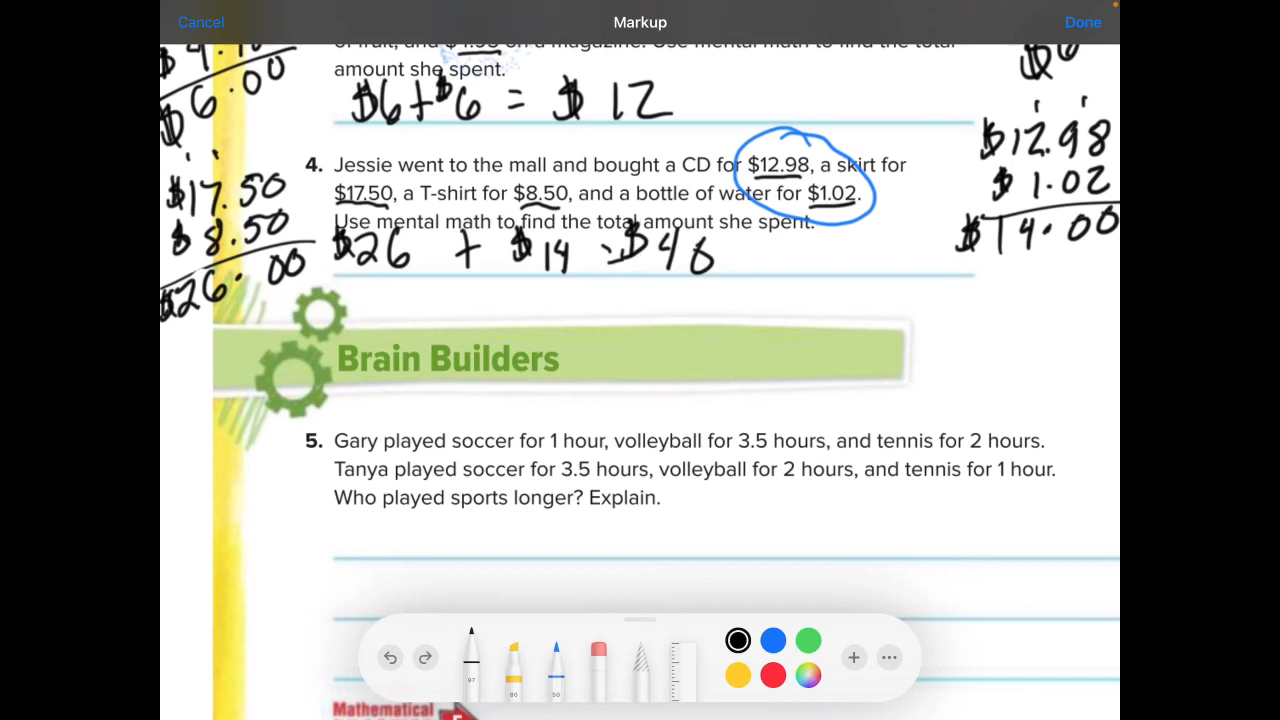 Cancel
Markup
Done
amount she spent.
$6.00
$6 + $6 = $12
4. Jessie went to the mall and bought a CD for $12.98, a skirt for
$17.50, a T-shirt for $8.50, and a bottle of water for $1.02.
Use mental math to find the total amount she spent.
$17.50
$8.50
$26.00
$12.98
$1.02
$14.00
$26 + $14 = $40
Brain Builders
5. Gary played soccer for 1 hour, volleyball for 3.5 hours, and tennis for 2 hours.
Tanya played soccer for 3.5 hours, volleyball for 2 hours, and tennis for 1 hour.
Who played sports longer? Explain.
Mathematical
97
80
50